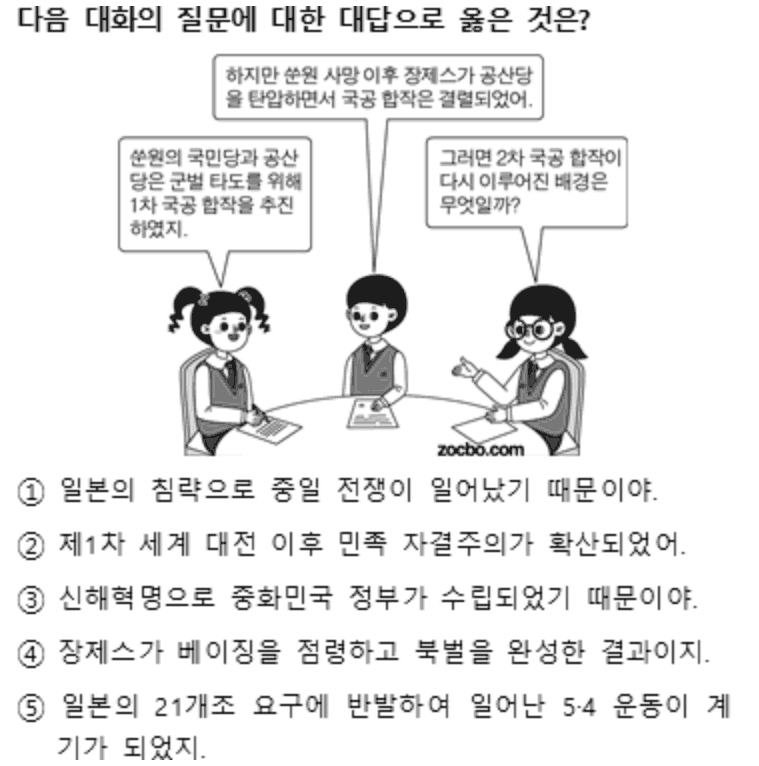 다음 대화의 질문에 대한 대답으로 옳은 것은?
하지만 쑨원 사망 이후 장제스가 공산당
을 탄압하면서 국공 합작은 결렬되었어.
쑨원의 국민당과 공산
당은 군벌 타도를 위해
1차 국공 합작을 추진
하였지.
그러면 2차 국공 합작이
다시 이루어진 배경은
무엇일까?
zocbo.com
① 일본의 침략으로 중일 전쟁이 일어났기 때문이야.
② 제1차 세계 대전 이후 민족 자결주의가 확산되었어.
③ 신해혁명으로 중화민국 정부가 수립되었기 때문이야.
④ 장제스가 베이징을 점령하고 북벌을 완성한 결과이지.
⑤ 일본의 21개조 요구에 반발하여 일어난 5·4 운동이 계
기가 되었지.